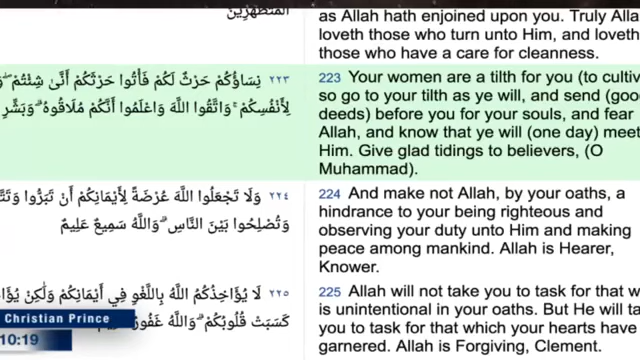 الْمُتَطَهِّرِينَ
as Allah hath enjoined upon you. Truly Alla
loveth those who turn unto Him, and loveth
those who have a care for cleanness.
٢٢٣ نِسَاؤُكُمْ حَرْثٌ لَكُمْ فَأْتُوا حَرْثَكُمْ أَنَّىٰ شِئْتُمْ ۖ
لِأَنْفُسِكُمْ ۚ وَاتَّقُوا اللَّهَ وَاعْلَمُوا أَنَّكُمْ مُلَاقُوهُ ۗ وَبَشِّرِ
223 Your women are a tilth for you (to cultiv
so go to your tilth as ye will, and send (goo
deeds) before you for your souls, and fear
Allah, and know that ye will (one day) meet
Him. Give glad tidings to believers, (O
Muhammad).
٢٢٤ وَلَا تَجْعَلُوا اللَّهَ عُرْضَةً لِأَيْمَانِكُمْ أَنْ تَبَرُّوا وَتَتَّ
وَتُصْلِحُوا بَيْنَ النَّاسِ ۗ وَاللَّهُ سَمِيعٌ عَلِيمٌ
224 And make not Allah, by your oaths, a
hindrance to your being righteous and
observing your duty unto Him and making
peace among mankind. Allah is Hearer,
Knower.
٢٢٥ لَا يُؤَاخِذُكُمُ اللَّهُ بِاللَّغْوِ فِي أَيْمَانِكُمْ وَلَٰكِنْ يُؤَا
كَسَبَتْ قُلُوبُكُمْ ۗ وَاللَّهُ غَفُورٌ
225 Allah will not take you to task for that w
is unintentional in your oaths. But He will ta
you to task for that which your hearts have
garnered. Allah is Forgiving, Clement.
Christian Prince
10:19